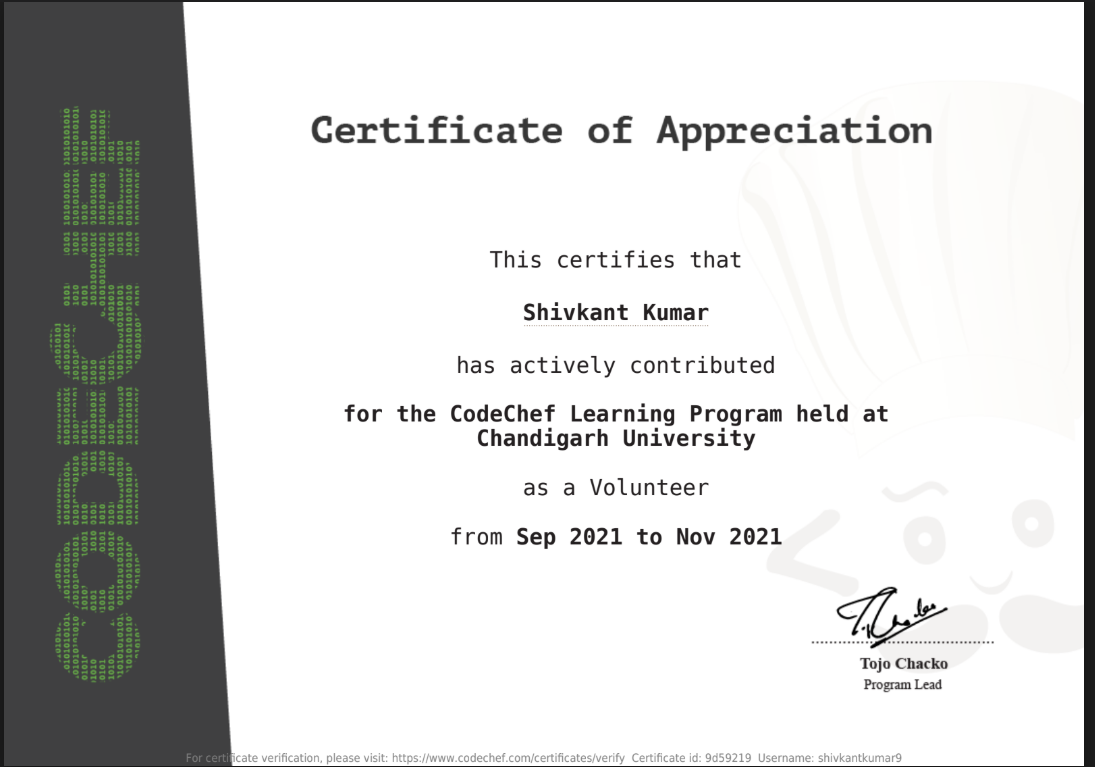 CODECHEF
Certificate of Appreciation
This certifies that
Shivkant Kumar
has actively contributed
for the CodeChef Learning Program held at
Chandigarh University
as a Volunteer
from Sep 2021 to Nov 2021
T. Chacko
Tojo Chacko
Program Lead
For certificate verification, please visit: https://www.codechef.com/certificates/verify Certificate id: 9d59219 Username: shivkantkumar9